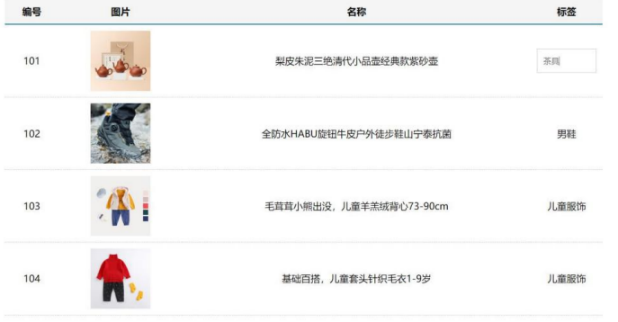 编号 图片 名称 标签
101 梨皮朱泥三绝清代小品壶经典款紫砂壶 茶具
102 全防水HABU旋钮牛皮户外徒步鞋山宁泰抗菌 男鞋
103 毛茸茸小熊出没，儿童羊羔绒背心73-90cm 儿童服饰
104 基础百搭，儿童套头针织毛衣1-9岁 儿童服饰